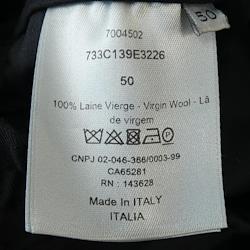 7004502
733C139E3226
50
100% Laine Vierge - Virgin Wool - Lã
de virgem
CNPJ 02-046-366/0003-99
CA65281
RN : 143628
Made In ITALY
ITALIA
50